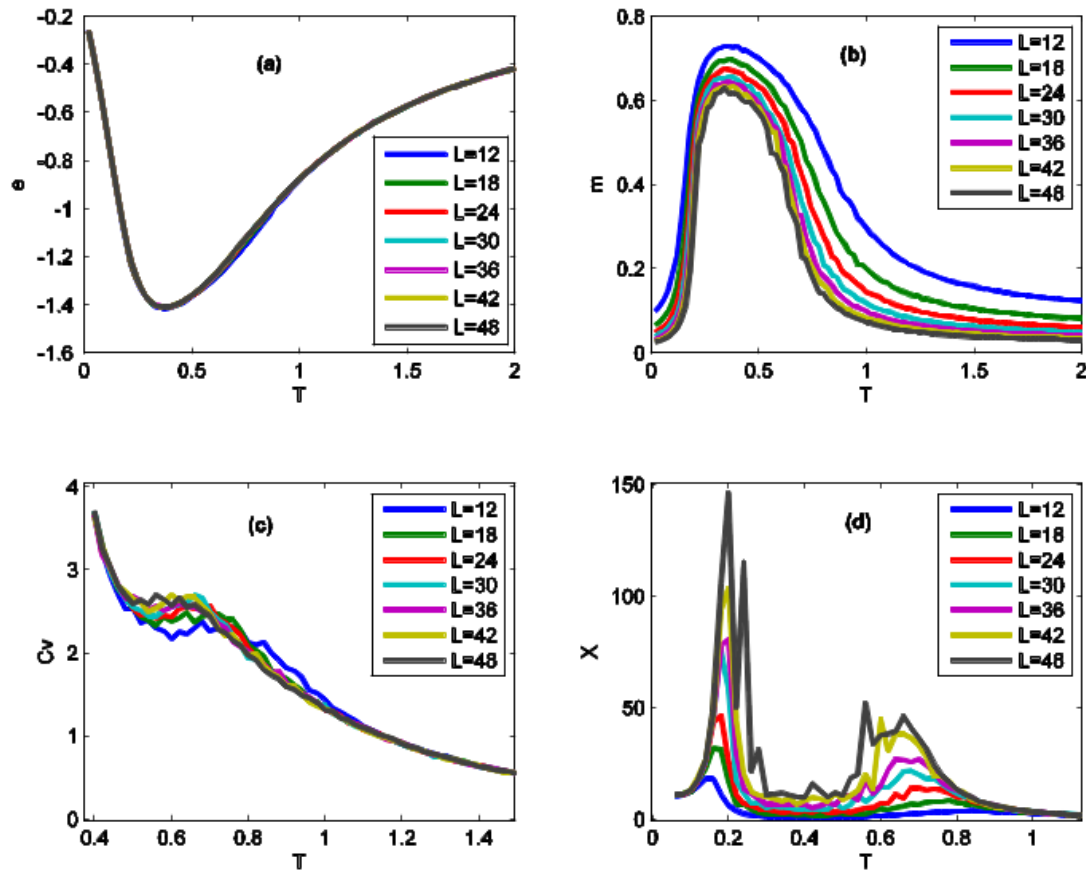 (a)
e
-0.2
-0.4
-0.6
-0.8
-1
-1.2
-1.4
-1.6
0
0.5
1
1.5
2
T
L=12
L=18
L=24
L=30
L=36
L=42
L=48
(b)
m
0.8
0.6
0.4
0.2
0
0
0.5
1
1.5
2
T
L=12
L=18
L=24
L=30
L=36
L=42
L=48
(c)
Cv
4
3
2
1
0
0.4
0.6
0.8
1
1.2
1.4
T
L=12
L=18
L=24
L=30
L=36
L=42
L=48
(d)
X
150
100
50
0
0
0.2
0.4
0.6
0.8
1
T
L=12
L=18
L=24
L=30
L=36
L=42
L=48